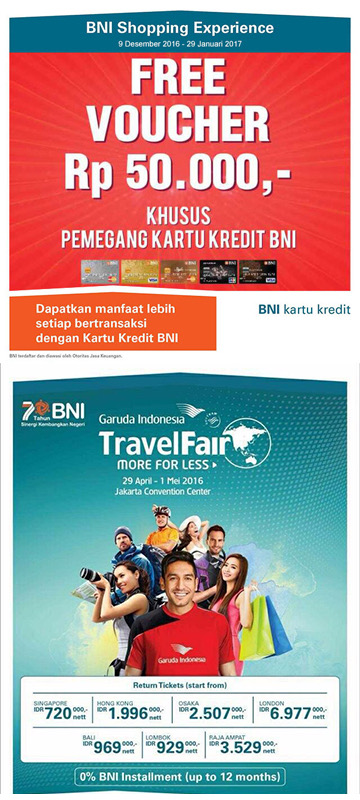 BNI Shopping Experience
9 Desember 2016 - 29 Januari 2017
FREE
VOUCHER
Rp 50.000,-
KHUSUS
PEMEGANG KARTU KREDIT BNI
Dapatkan manfaat lebih
setiap bertransaksi
dengan Kartu Kredit BNI
BNI kartu kredit
BNI terdaftar dan diawasi oleh Otoritas Jasa Keuangan.
70 BNI
Tahun
Sinergi Kembangkan Negeri
Garuda Indonesia
TravelFair
MORE FOR LESS
29 April - 1 Mei 2016
Jakarta Convention Center
Garuda Indonesia
Return Tickets (start from)
SINGAPORE IDR 720.000,- nett
HONG KONG IDR 1.996.000,- nett
OSAKA IDR 2.507.000,- nett
LONDON IDR 6.977.000,- nett
BALI IDR 969.000,- nett
LOMBOK IDR 929.000,- nett
RAJA AMPAT IDR 3.529.000,- nett
0% BNI Installment (up to 12 months)